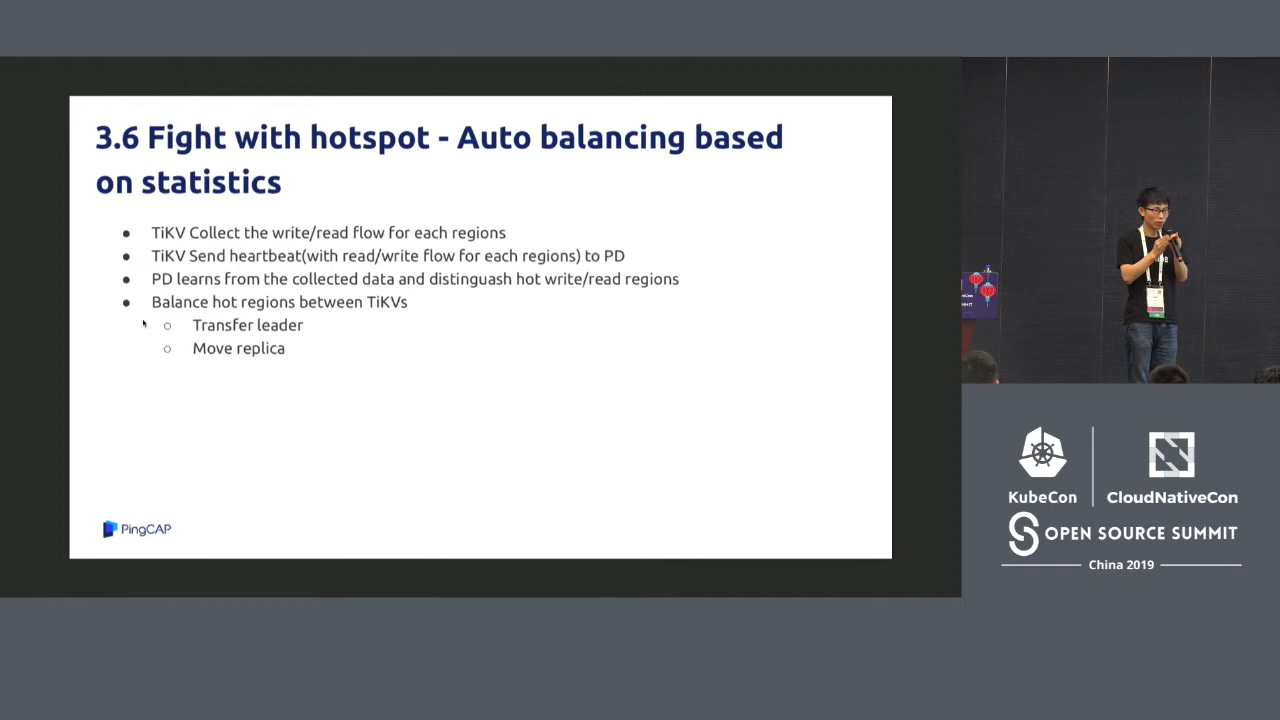 3.6 Fight with hotspot - Auto balancing based
on statistics
● TiKV Collect the write/read flow for each regions
● TiKV Send heartbeat(with read/write flow for each regions) to PD
● PD learns from the collected data and distinguash hot write/read regions
● Balance hot regions between TiKVs
○ Transfer leader
○ Move replica
PingCAP
KubeCon
CloudNativeCon
OPEN SOURCE SUMMIT
China 2019